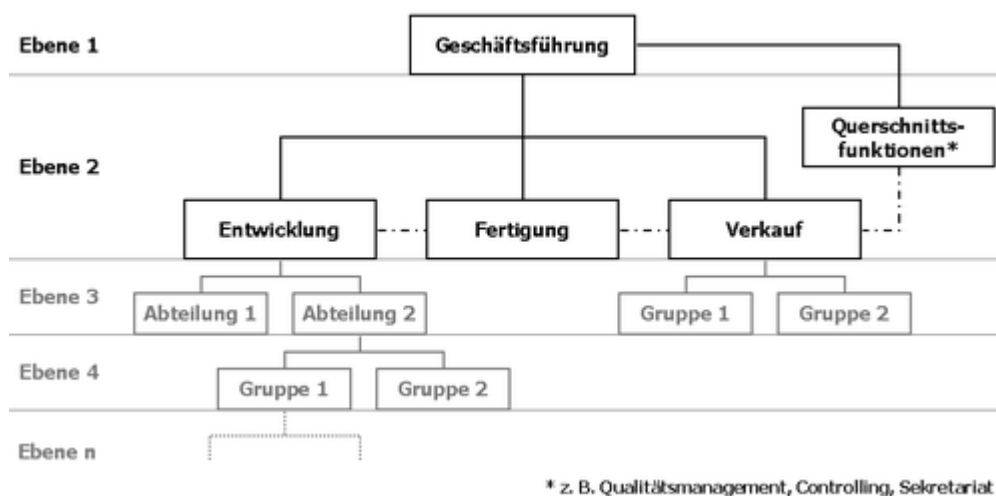 Ebene 1
Geschäftsführung
Querschnitts-
funktionen*
Ebene 2
Entwicklung
Fertigung
Verkauf
Ebene 3
Abteilung 1
Abteilung 2
Gruppe 1
Gruppe 2
Ebene 4
Gruppe 1
Gruppe 2
Ebene n
* z. B. Qualitätsmanagement, Controlling, Sekretariat